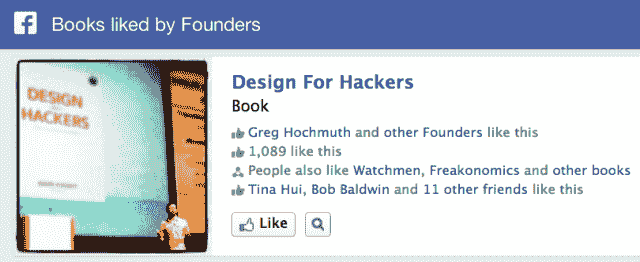 Books liked by Founders
DESIGN
HACKERS
Design For Hackers
Book
Greg Hochmuth and other Founders like this
1,089 like this
People also like Watchmen, Freakonomics and other books
Tina Hui, Bob Baldwin and 11 other friends like this
Like